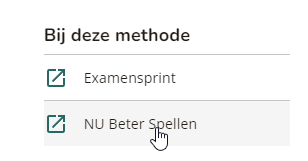 Bij deze methode
Examensprint
NU Beter Spellen